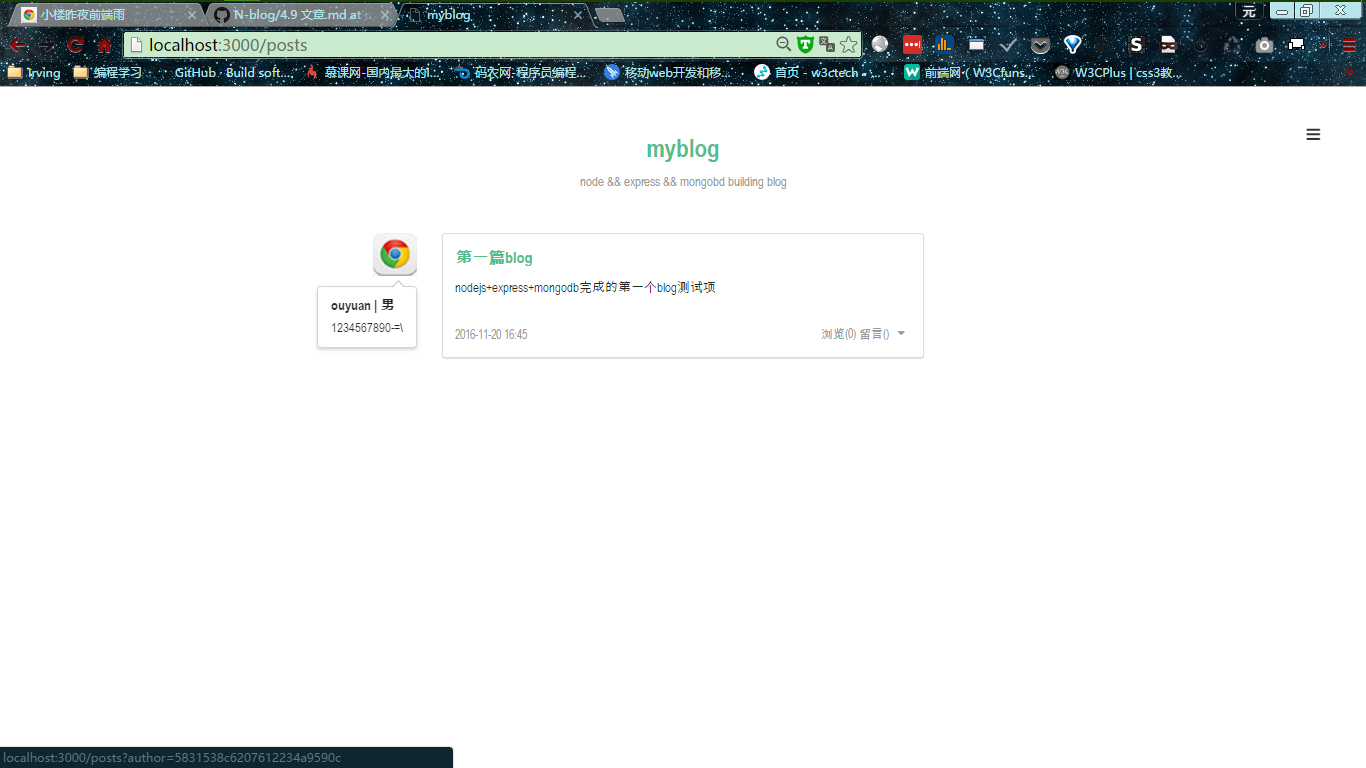 小楼昨夜前端雨
N-blog/4.9 文章.md at
myblog
元
localhost:3000/posts
Irving
编程学习
GitHub · Build soft...
慕课网-国内最大的I...
码农网-程序员编程...
移动web开发和移...
首页 - w3ctech -
前端网 ( W3Cfuns...
W3CPlus | css3教...
myblog
node && express && mongobd building blog
第一篇blog
nodejs+express+mongodb完成的第一个blog测试项
ouyuan | 男
1234567890-=\
2016-11-20 16:45
浏览(0) 留言()
localhost:3000/posts?author=5831538c6207612234a9590c